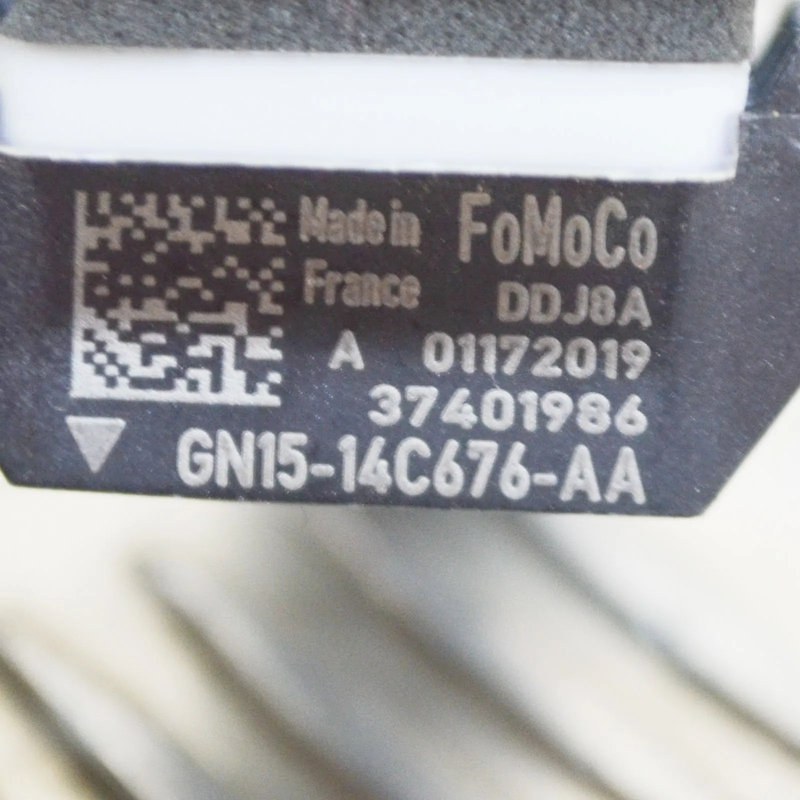 Made in FoMoCo
France DDJ8A
A 01172019
37401986
GN15-14C676-AA